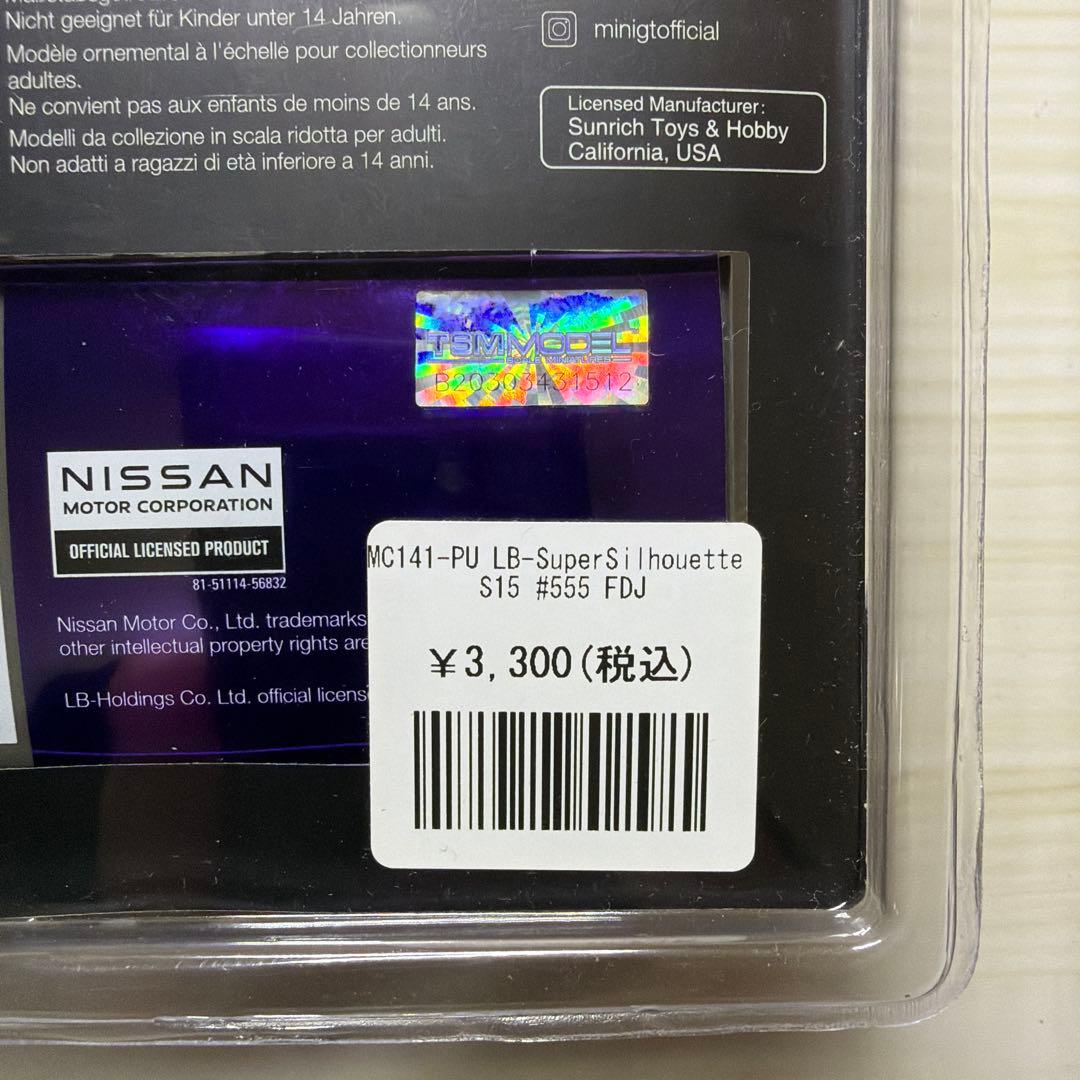 Nicht geeignet für Kinder unter 14 Jahren.
Modèle ornemental à l'échelle pour collectionneurs
adultes.
Ne convient pas aux enfants de moins de 14 ans.
Modelli da collezione in scala ridotta per adulti.
Non adatti a ragazzi di età inferiore a 14 anni.
minigtofficial
Licensed Manufacturer:
Sunrich Toys & Hobby
California, USA
TSM MODEL
SCALE MINIATURES
B20303431512
NISSAN
MOTOR CORPORATION
OFFICIAL LICENSED PRODUCT
81-51114-56832
Nissan Motor Co., Ltd. trademarks
other intellectual property rights are
LB-Holdings Co. Ltd. official
MC141-PU LB-SuperSilhouette
S15 #555 FDJ
¥3,300(税込)